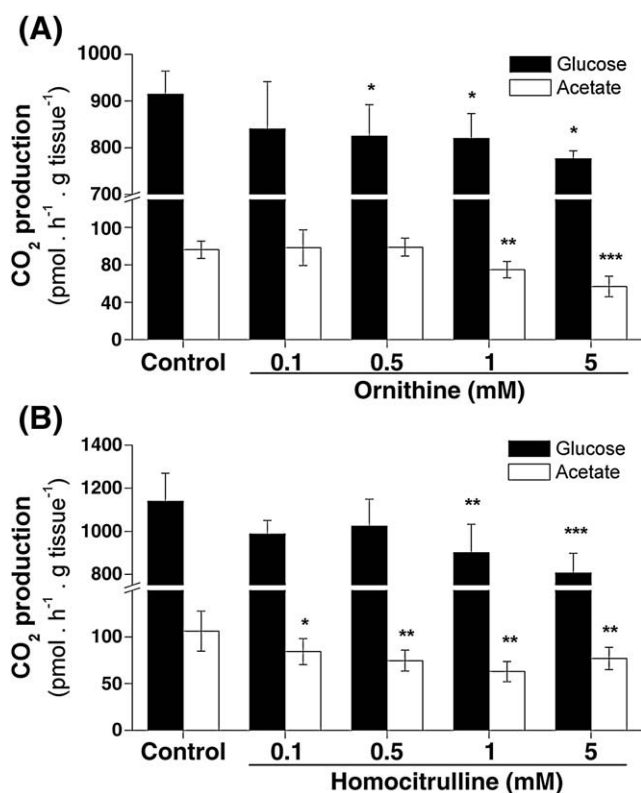 (A)
Glucose
Acetate
CO₂ production
(pmol . h⁻¹ . g tissue⁻¹)
1000
900
800
700
100
80
40
0
* * *
** ***
Control 0.1 0.5 1 5
Ornithine (mM)
(B)
Glucose
Acetate
CO₂ production
(pmol . h⁻¹ . g tissue⁻¹)
1400
1200
1000
800
100
50
0
** ***
* ** ** **
Control 0.1 0.5 1 5
Homocitrulline (mM)